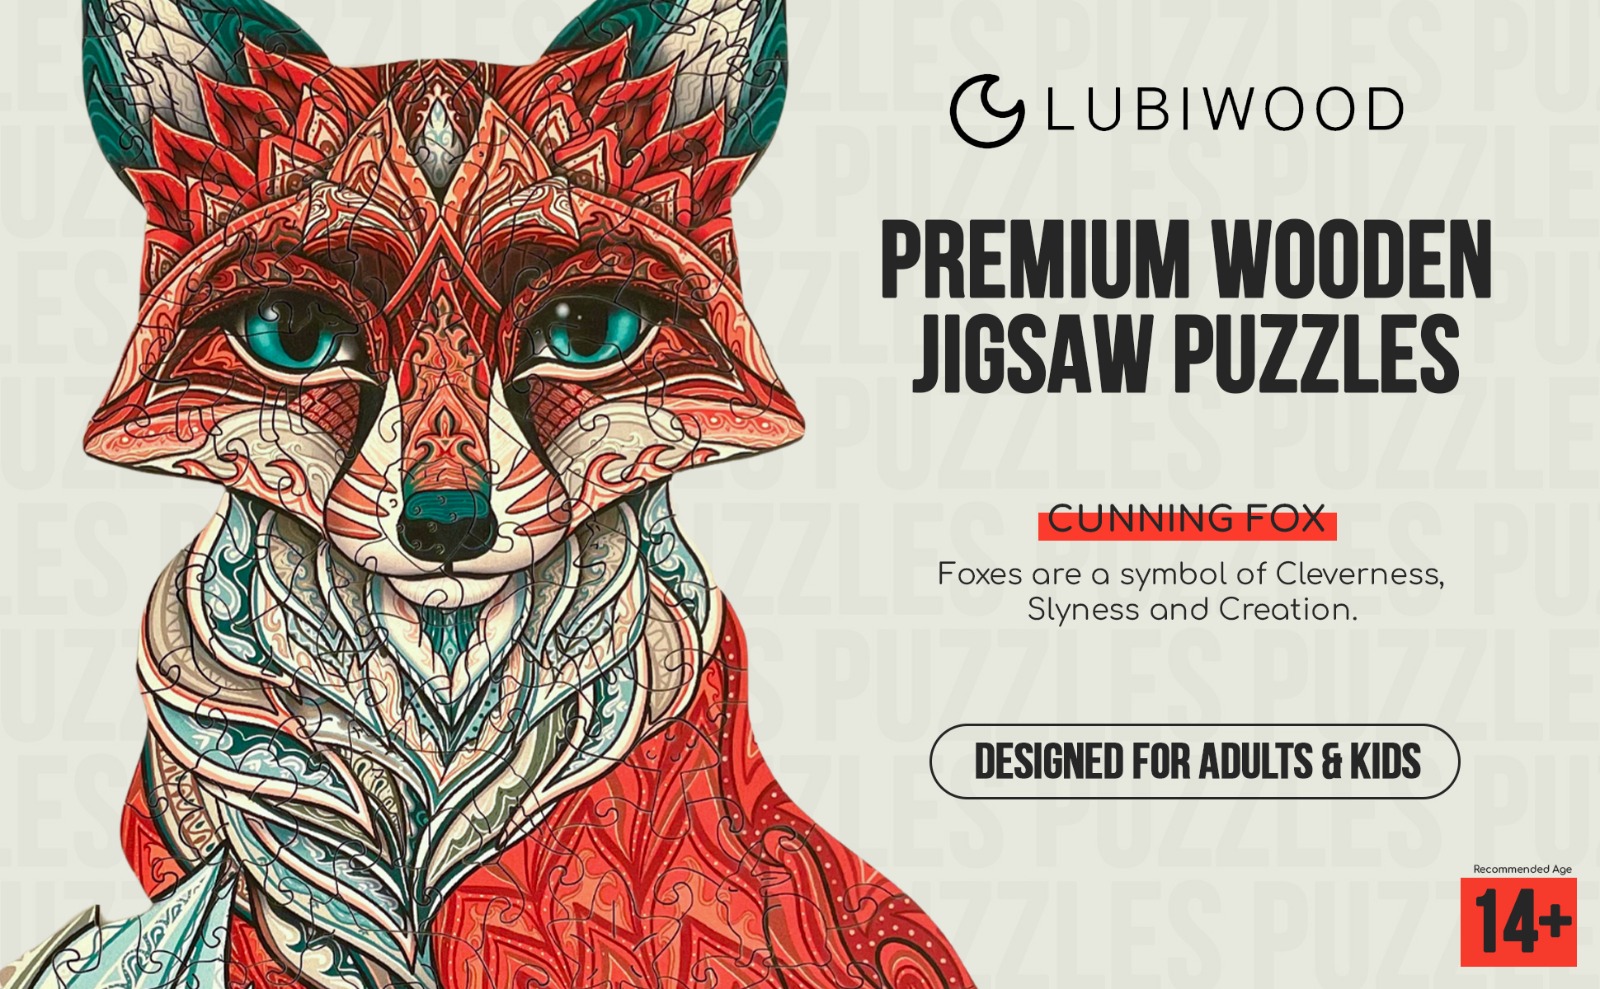 LUBIWOOD
PREMIUM WOODEN
JIGSAW PUZZLES
CUNNING FOX
Foxes are a symbol of Cleverness,
Slyness and Creation.
DESIGNED FOR ADULTS & KIDS
Recommended Age
14+